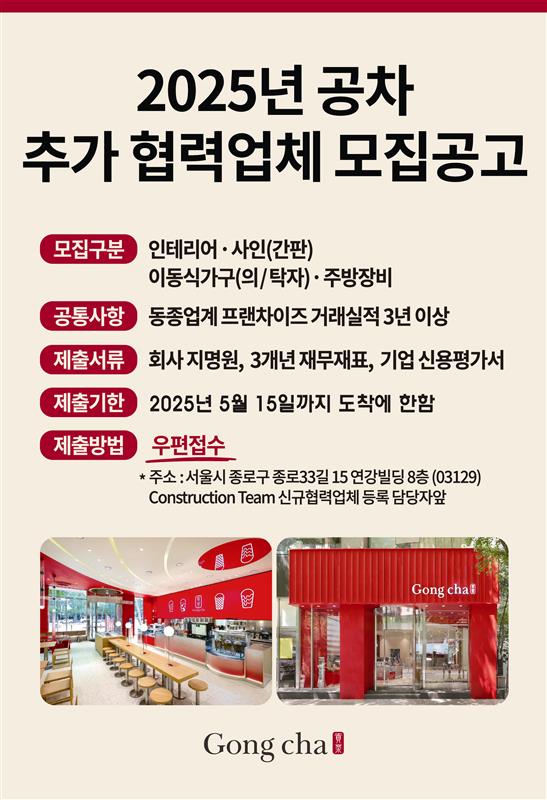 2025년 공차
추가 협력업체 모집공고
모집구분 인테리어 · 사인(간판)
이동식가구(의/탁자) · 주방장비
공통사항 동종업계 프랜차이즈 거래실적 3년 이상
제출서류 회사 지명원, 3개년 재무재표, 기업 신용평가서
제출기한 2025년 5월 15일까지 도착에 한함
제출방법 우편접수
* 주소 : 서울시 종로구 종로33길 15 연강빌딩 8층 (03129)
Construction Team 신규협력업체 등록 담당자앞
Gong cha
Gong cha 貢茶